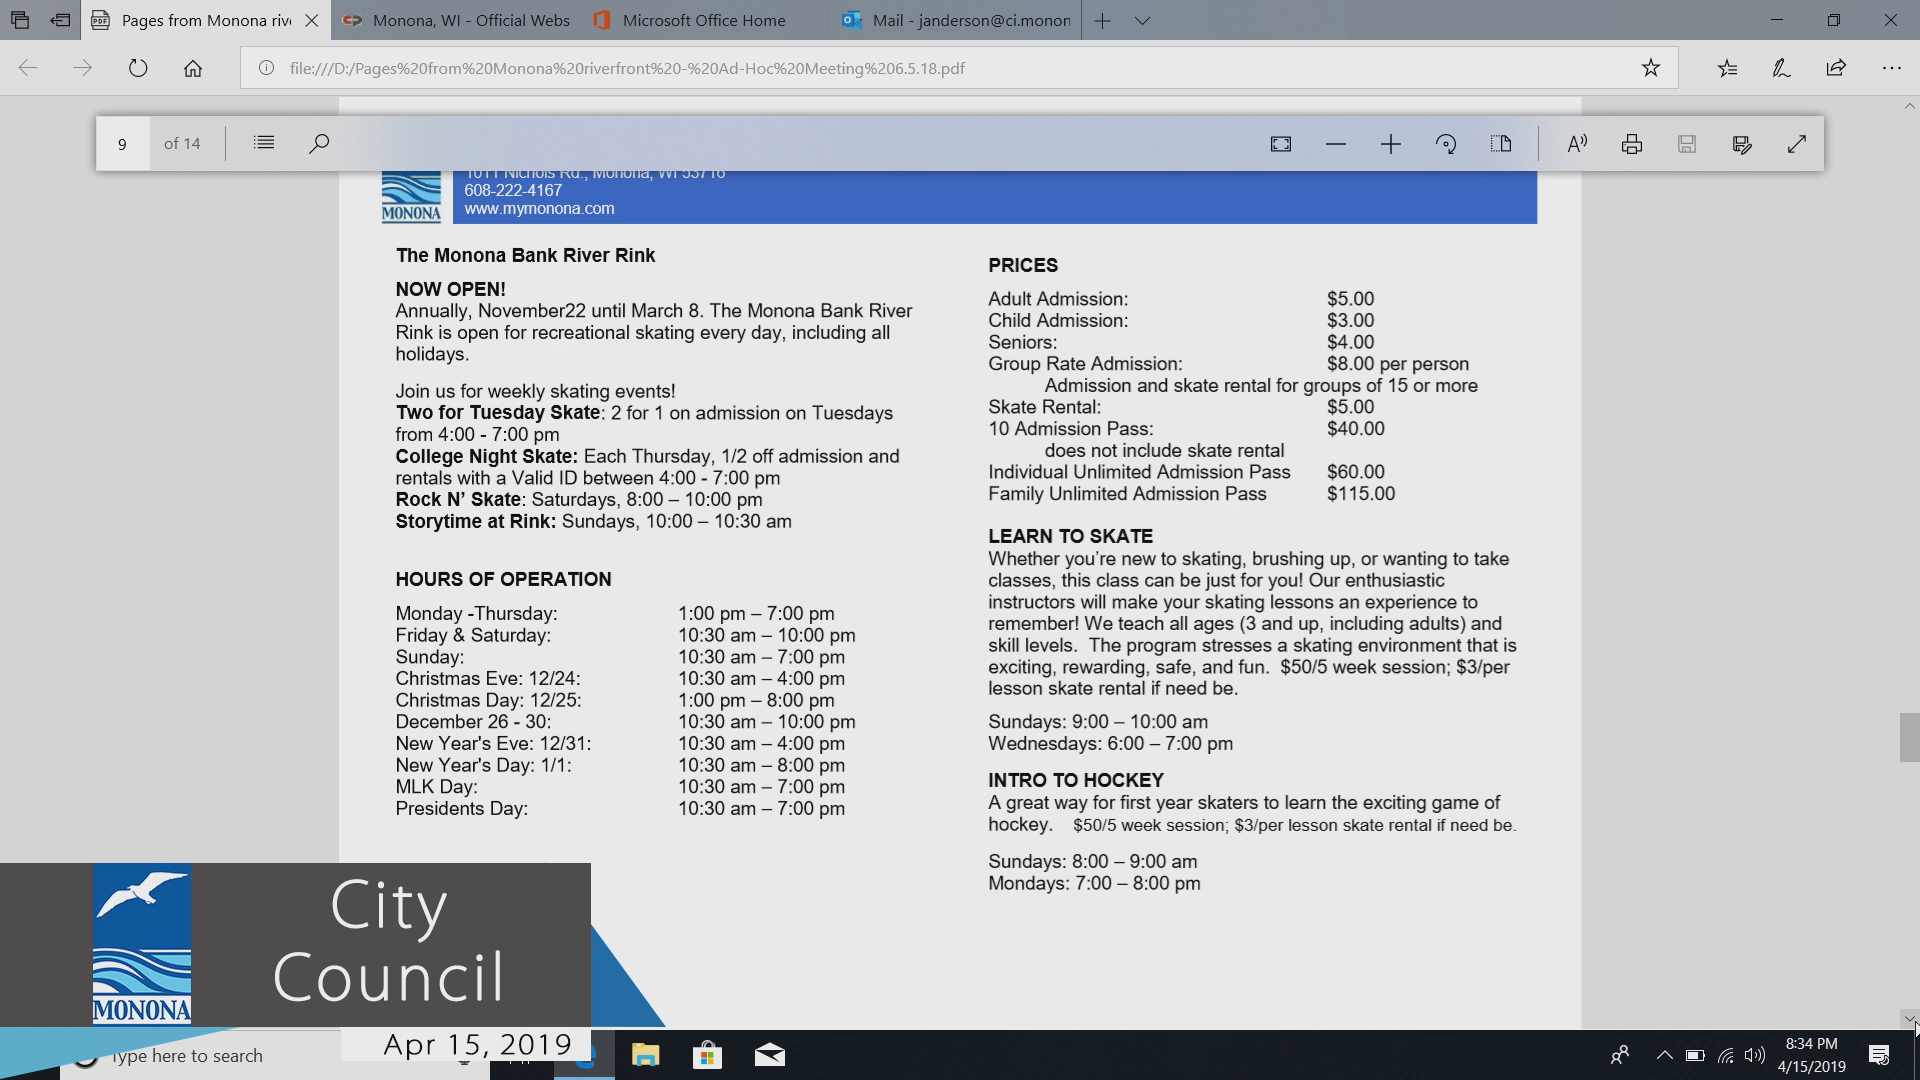 Pages from Monona riv
Monona, WI - Official Webs
Microsoft Office Home
Mail - janderson@ci.monon
file:///D:/Pages%20from%20Monona%20riverfront%20-%20Ad-Hoc%20Meeting%206.5.18.pdf
9 of 14
1011 Nichols Rd., Monona, WI 53716
608-222-4167
www.mymonona.com
MONONA
The Monona Bank River Rink
NOW OPEN!
Annually, November22 until March 8. The Monona Bank River
Rink is open for recreational skating every day, including all
holidays.
Join us for weekly skating events!
Two for Tuesday Skate: 2 for 1 on admission on Tuesdays
from 4:00 - 7:00 pm
College Night Skate: Each Thursday, 1/2 off admission and
rentals with a Valid ID between 4:00 - 7:00 pm
Rock N’ Skate: Saturdays, 8:00 – 10:00 pm
Storytime at Rink: Sundays, 10:00 – 10:30 am
HOURS OF OPERATION
Monday -Thursday: 1:00 pm – 7:00 pm
Friday & Saturday: 10:30 am – 10:00 pm
Sunday: 10:30 am – 7:00 pm
Christmas Eve: 12/24: 10:30 am – 4:00 pm
Christmas Day: 12/25: 1:00 pm – 8:00 pm
December 26 - 30: 10:30 am – 10:00 pm
New Year's Eve: 12/31: 10:30 am – 4:00 pm
New Year's Day: 1/1: 10:30 am – 8:00 pm
MLK Day: 10:30 am – 7:00 pm
Presidents Day: 10:30 am – 7:00 pm
PRICES
Adult Admission: $5.00
Child Admission: $3.00
Seniors: $4.00
Group Rate Admission: $8.00 per person
Admission and skate rental for groups of 15 or more
Skate Rental: $5.00
10 Admission Pass: $40.00
does not include skate rental
Individual Unlimited Admission Pass $60.00
Family Unlimited Admission Pass $115.00
LEARN TO SKATE
Whether you’re new to skating, brushing up, or wanting to take
classes, this class can be just for you! Our enthusiastic
instructors will make your skating lessons an experience to
remember! We teach all ages (3 and up, including adults) and
skill levels. The program stresses a skating environment that is
exciting, rewarding, safe, and fun. $50/5 week session; $3/per
lesson skate rental if need be.
Sundays: 9:00 – 10:00 am
Wednesdays: 6:00 – 7:00 pm
INTRO TO HOCKEY
A great way for first year skaters to learn the exciting game of
hockey. $50/5 week session; $3/per lesson skate rental if need be.
Sundays: 8:00 – 9:00 am
Mondays: 7:00 – 8:00 pm
City
Council
MONONA
Apr 15, 2019
Type here to search
8:34 PM
4/15/2019